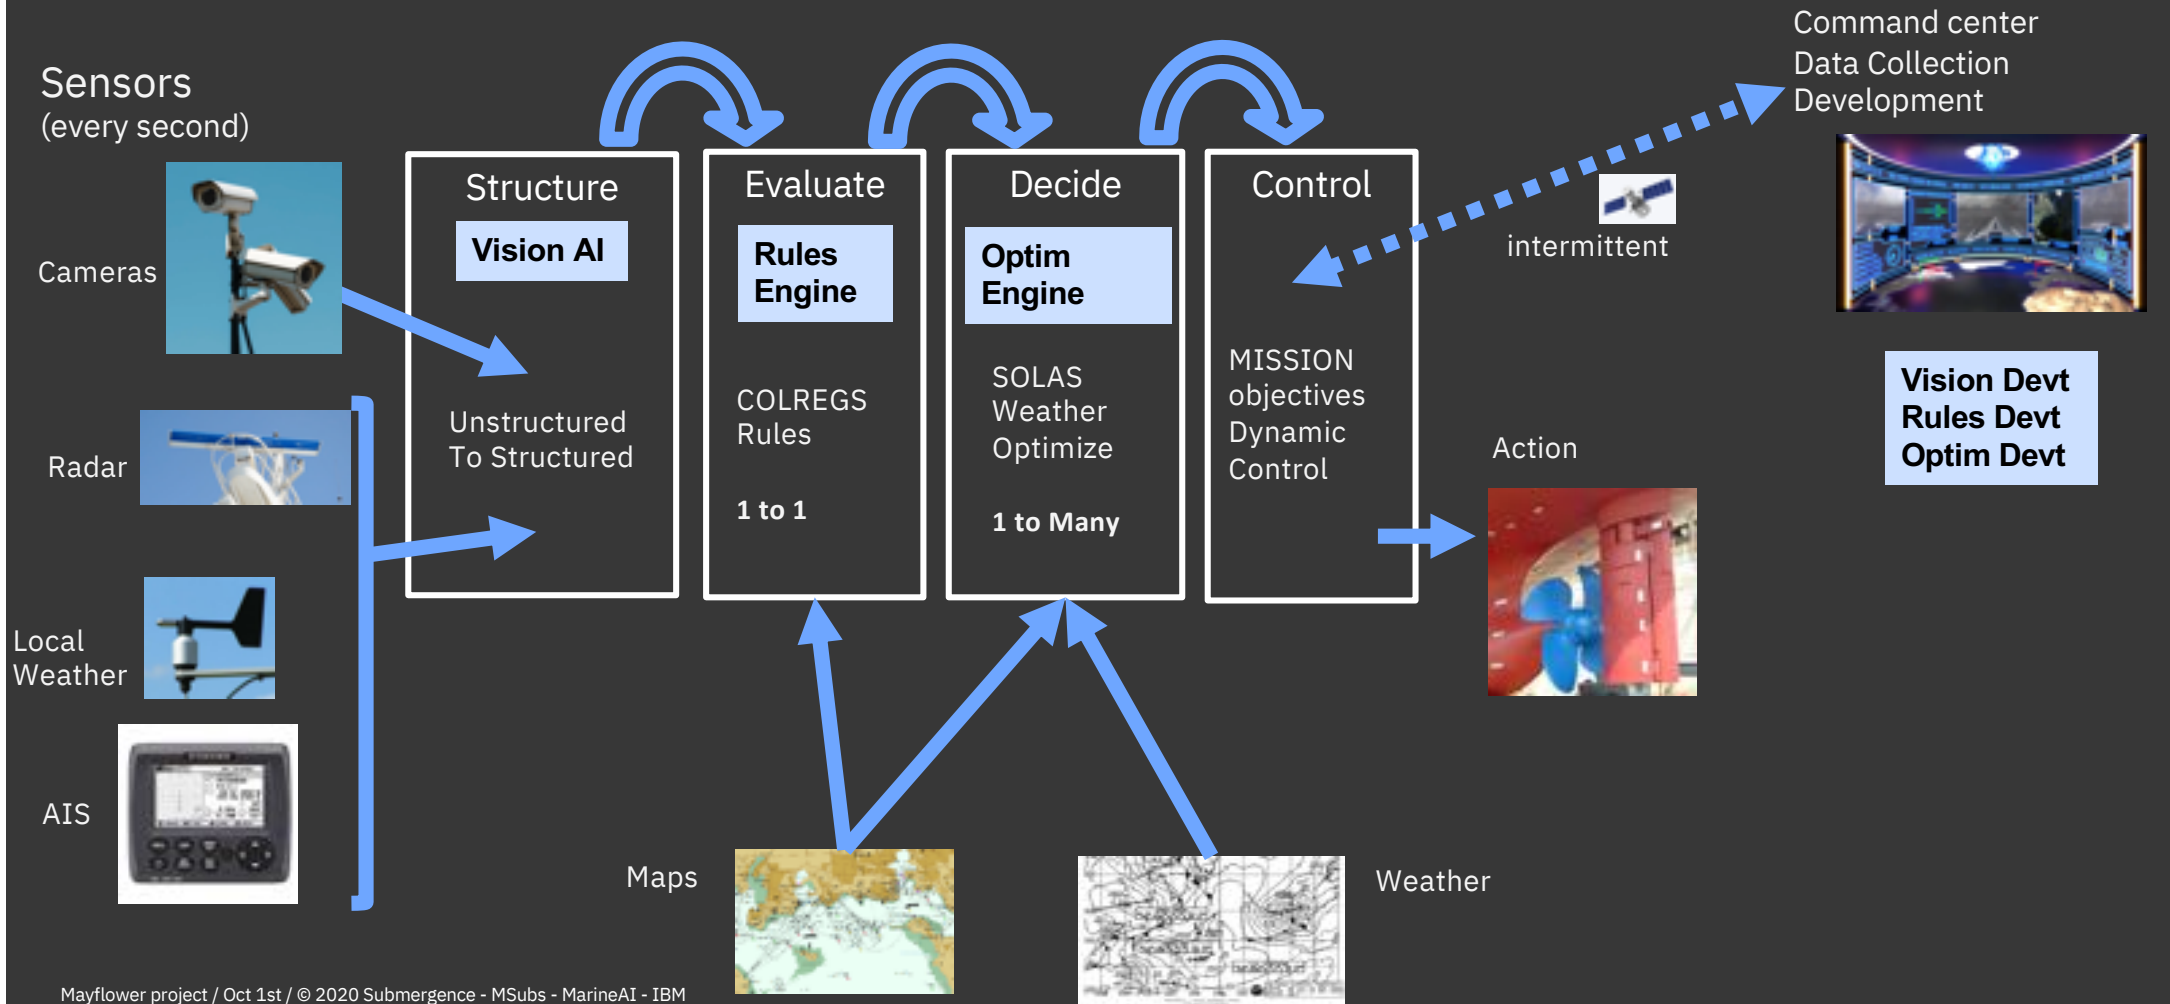 Sensors
(every second)
Cameras
Radar
Local
Weather
AIS
Structure
Vision AI
Unstructured
To Structured
Evaluate
Rules
Engine
COLREGS
Rules
1 to 1
Decide
Optim
Engine
SOLAS
Weather
Optimize
1 to Many
Control
MISSION
objectives
Dynamic
Control
intermittent
Action
Command center
Data Collection
Development
Vision Devt
Rules Devt
Optim Devt
Maps
Weather
Mayflower project / Oct 1st / © 2020 Submergence - MSubs - MarineAI - IBM